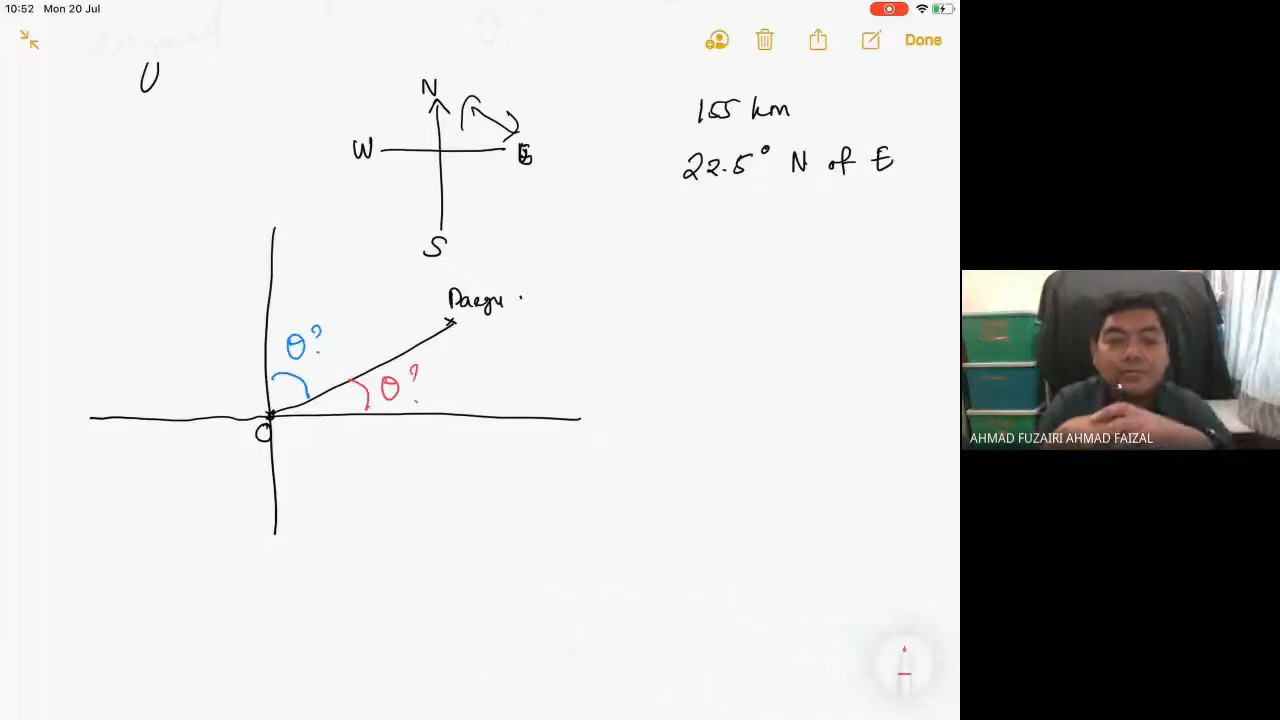 10:52 Mon 20 Jul
Done
U
N
W
E
S
155 km
22.5° N of E
Daegu
θ?
θ?
O
AHMAD FUZAIRI AHMAD FAIZAL